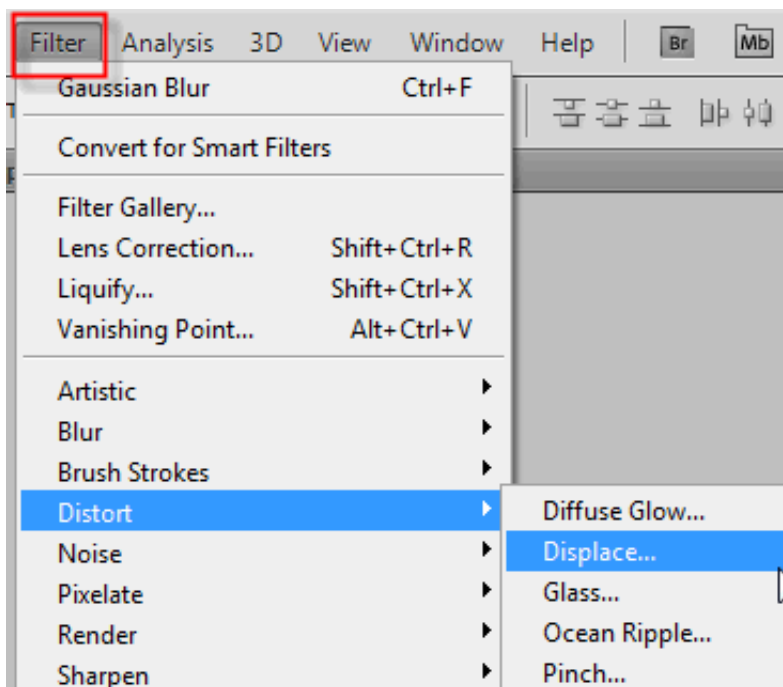 Filter Analysis 3D View Window Help Br Mb
Gaussian Blur Ctrl+F
Convert for Smart Filters
Filter Gallery...
Lens Correction... Shift+Ctrl+R
Liquify... Shift+Ctrl+X
Vanishing Point... Alt+Ctrl+V
Artistic
Blur
Brush Strokes
Distort Diffuse Glow...
Noise Displace...
Pixelate Glass...
Render Ocean Ripple...
Sharpen Pinch...